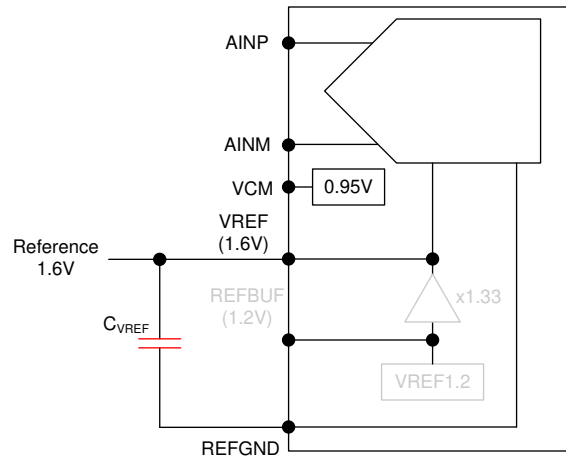 AINP
AINM
VCM
0.95V
VREF
(1.6V)
Reference
1.6V
REFBUF
(1.2V)
x1.33
CVREF
VREF1.2
REFGND